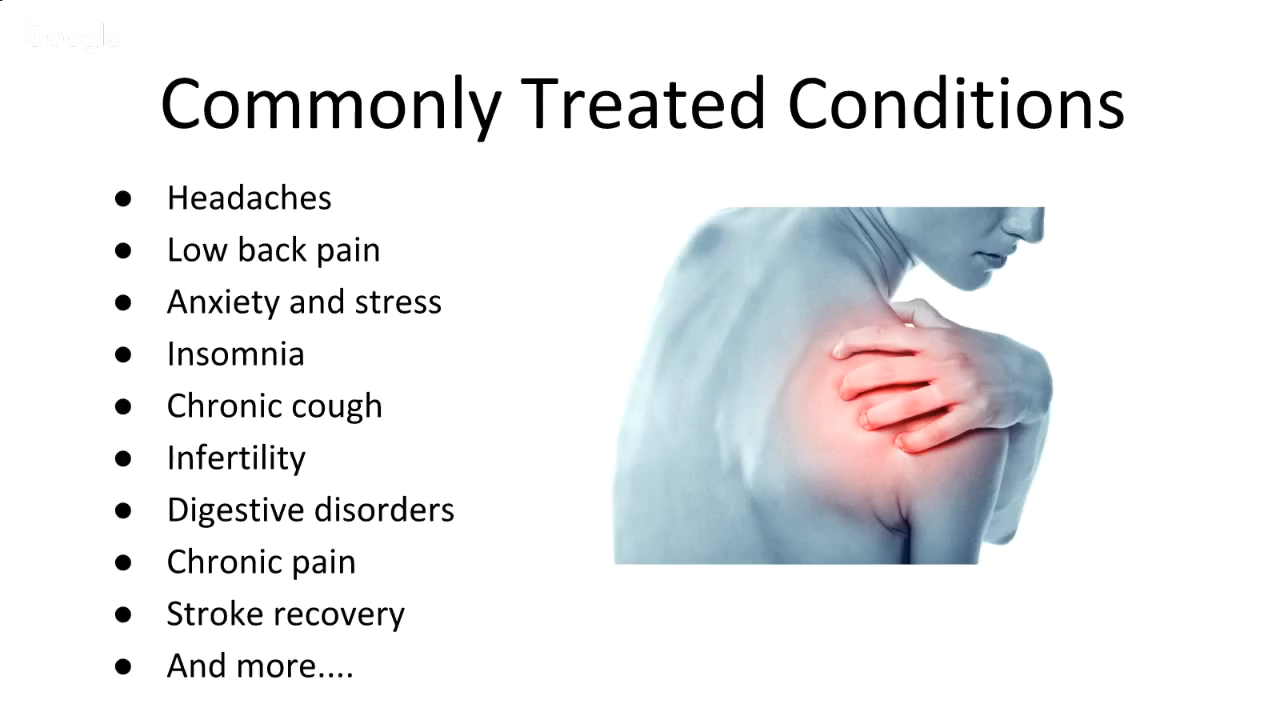 Google
Commonly Treated Conditions
● Headaches
● Low back pain
● Anxiety and stress
● Insomnia
● Chronic cough
● Infertility
● Digestive disorders
● Chronic pain
● Stroke recovery
● And more....